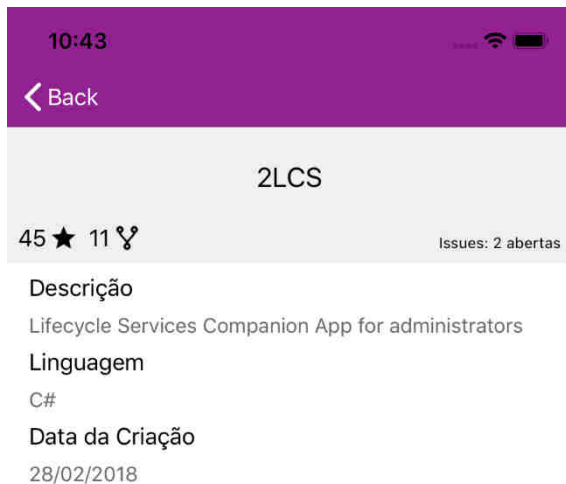 10:43
Back
2LCS
45 11
Issues: 2 abertas
Descrição
Lifecycle Services Companion App for administrators
Linguagem
C#
Data da Criação
28/02/2018